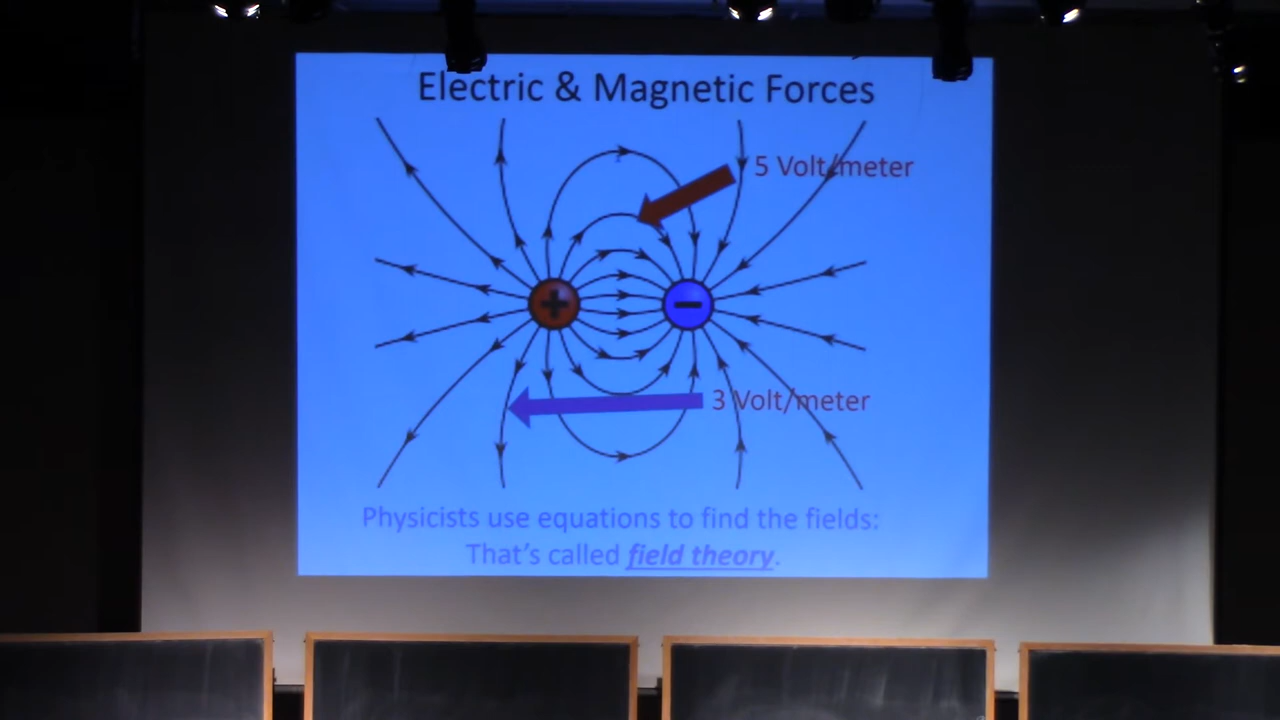 Electric & Magnetic Forces
5 Volt/meter
+
−
3 Volt/meter
Physicists use equations to find the fields:
That's called field theory.